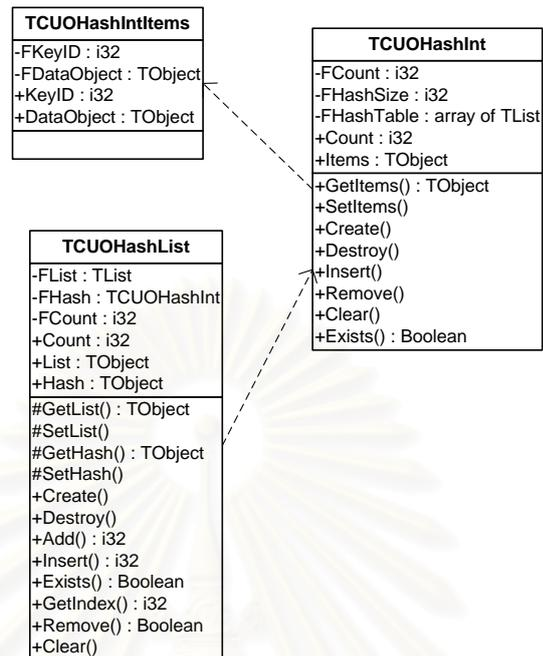 TCUOHashIntItems
-FKeyID : i32
-FDataObject : TObject
+KeyID : i32
+DataObject : TObject
TCUOHashInt
-FCount : i32
-FHashSize : i32
-FHashTable : array of TList
+Count : i32
+Items : TObject
+GetItems() : TObject
+SetItems()
+Create()
+Destroy()
+Insert()
+Remove()
+Clear()
+Exists() : Boolean
TCUOHashList
-FList : TList
-FHash : TCUOHashInt
-FCount : i32
+Count : i32
+List : TObject
+Hash : TObject
#GetList() : TObject
#SetList()
#GetHash() : TObject
#SetHash()
+Create()
+Destroy()
+Add() : i32
+Insert() : i32
+Exists() : Boolean
+GetIndex() : i32
+Remove() : Boolean
+Clear()